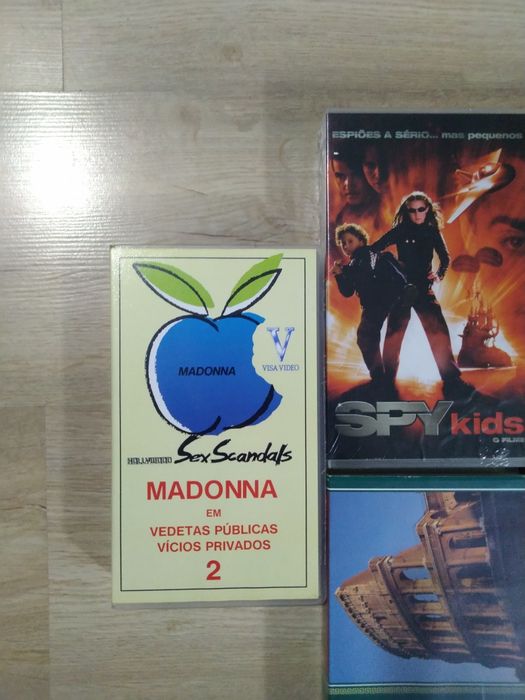 ESPIÕES A SÉRIO... mas pequenos
SPY kids
O FILME
MADONNA
V
VISA VIDEO
HOLLYWOOD
Sex Scandals
MADONNA
EM
VEDETAS PÚBLICAS
VÍCIOS PRIVADOS
2